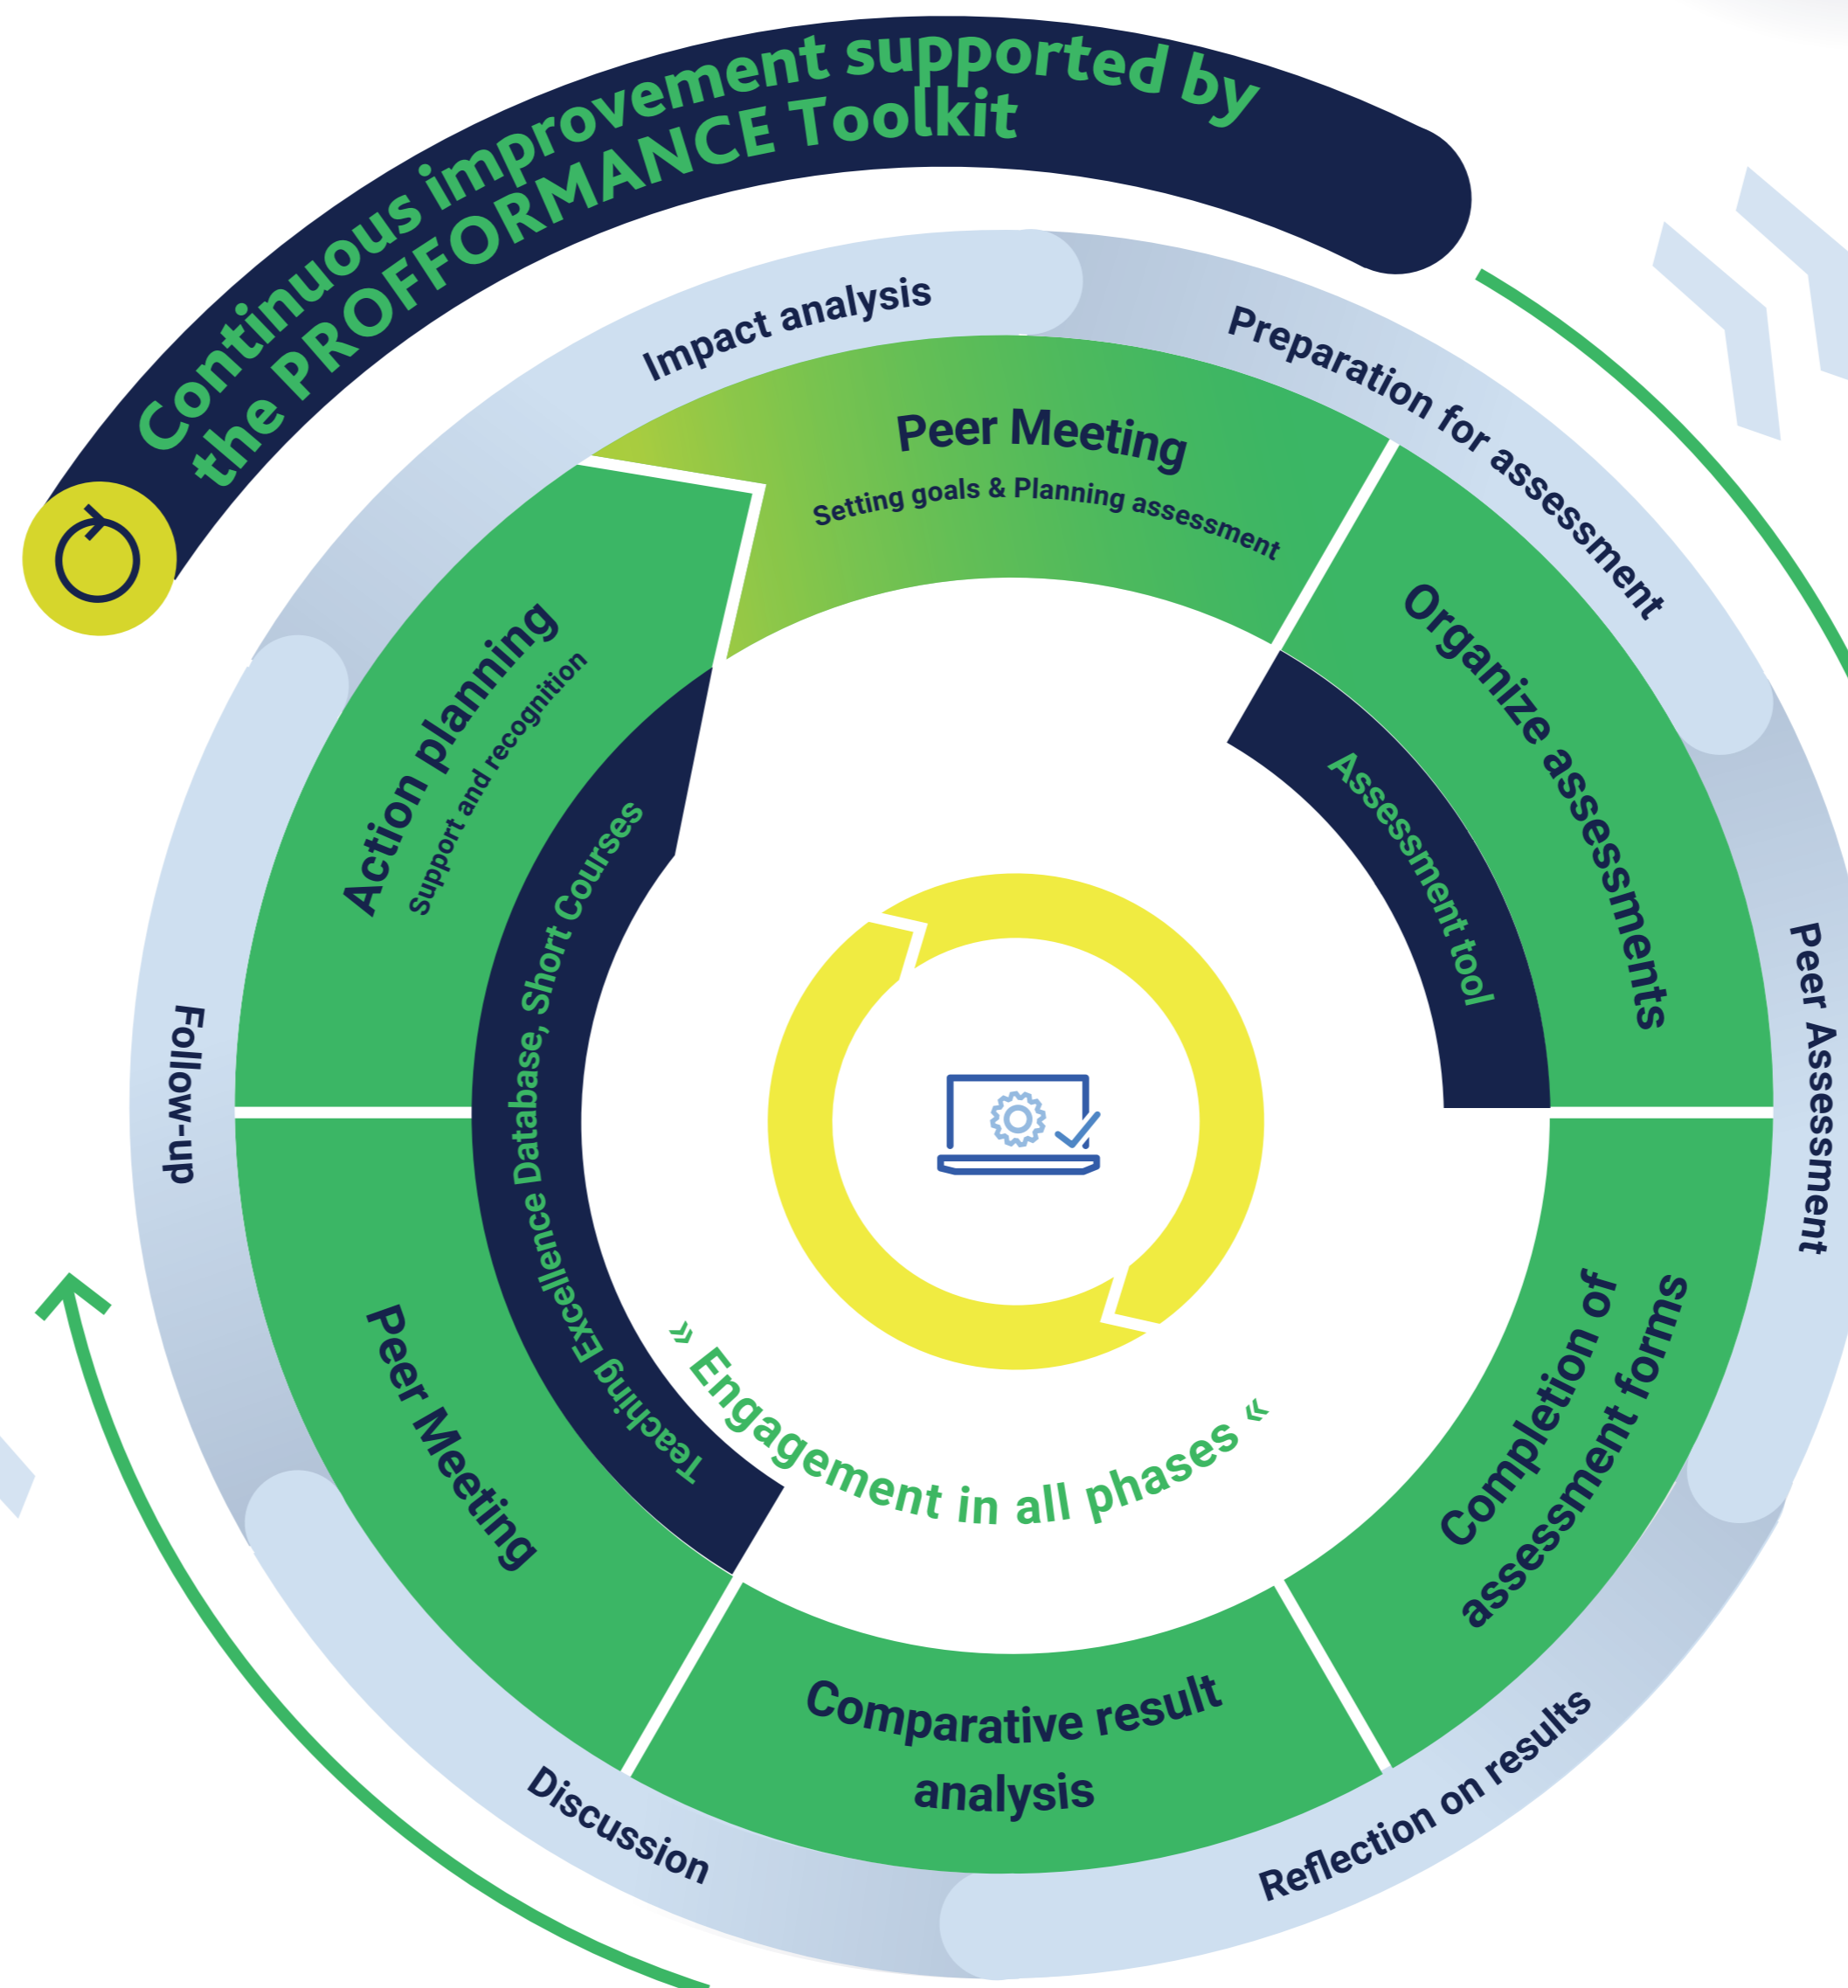 Continuous improvement supported by
the PROFFORMANCE Toolkit
Impact analysis
Preparation for assessment
Peer Assessment
Reflection on results
Discussion
Follow-up
Peer Meeting
Setting goals & Planning assessment
Organize assessments
Assessment tool
Completion of
assessment forms
Comparative result
analysis
Peer Meeting
Action planning
Support and recognition
Teaching Excellence Database, Short Courses
» Engagement in all phases «